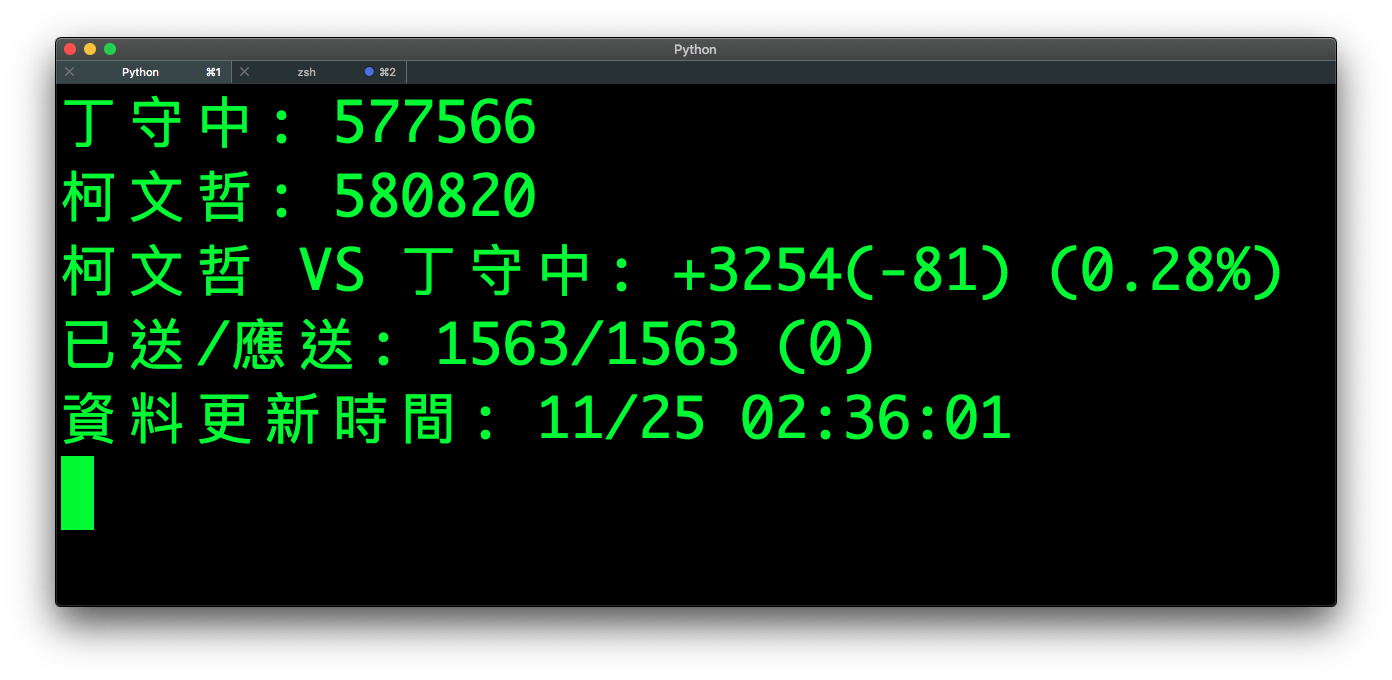 Python
Python ⌘1 zsh ⌘2
丁守中: 577566
柯文哲: 580820
柯文哲 VS 丁守中: +3254(-81) (0.28%)
已送/應送: 1563/1563 (0)
資料更新時間: 11/25 02:36:01